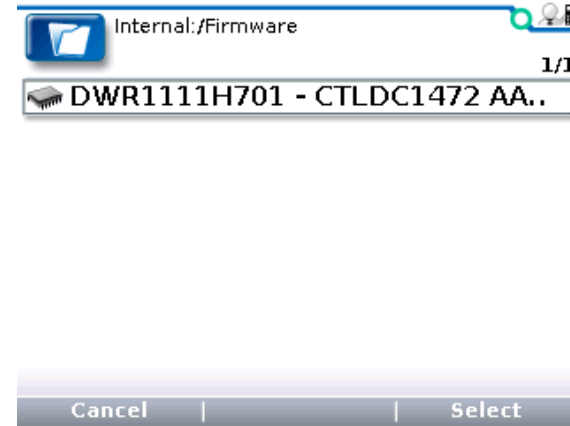 Internal:/Firmware
1/1
DWR1111H701 - CTLDC1472 AA..
Cancel | | Select